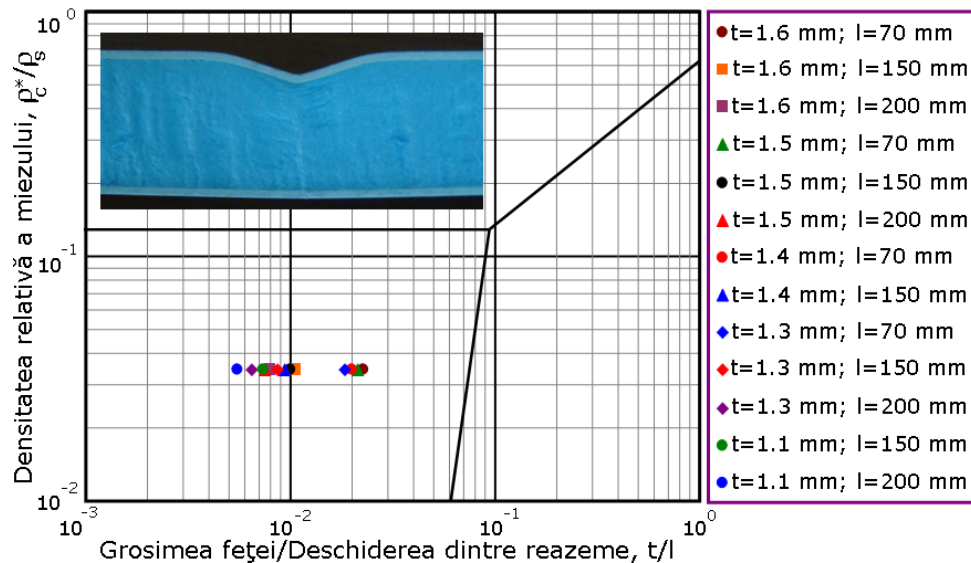 Densitatea relativă a miezului, ρc*/ρs
10⁰
10⁻¹
10⁻²
10⁻³
10⁻²
10⁻¹
10⁰
Grosimea feţei/Deschiderea dintre reazeme, t/l
t=1.6 mm; l=70 mm
t=1.6 mm; l=150 mm
t=1.6 mm; l=200 mm
t=1.5 mm; l=70 mm
t=1.5 mm; l=150 mm
t=1.5 mm; l=200 mm
t=1.4 mm; l=70 mm
t=1.4 mm; l=150 mm
t=1.3 mm; l=70 mm
t=1.3 mm; l=150 mm
t=1.3 mm; l=200 mm
t=1.1 mm; l=150 mm
t=1.1 mm; l=200 mm